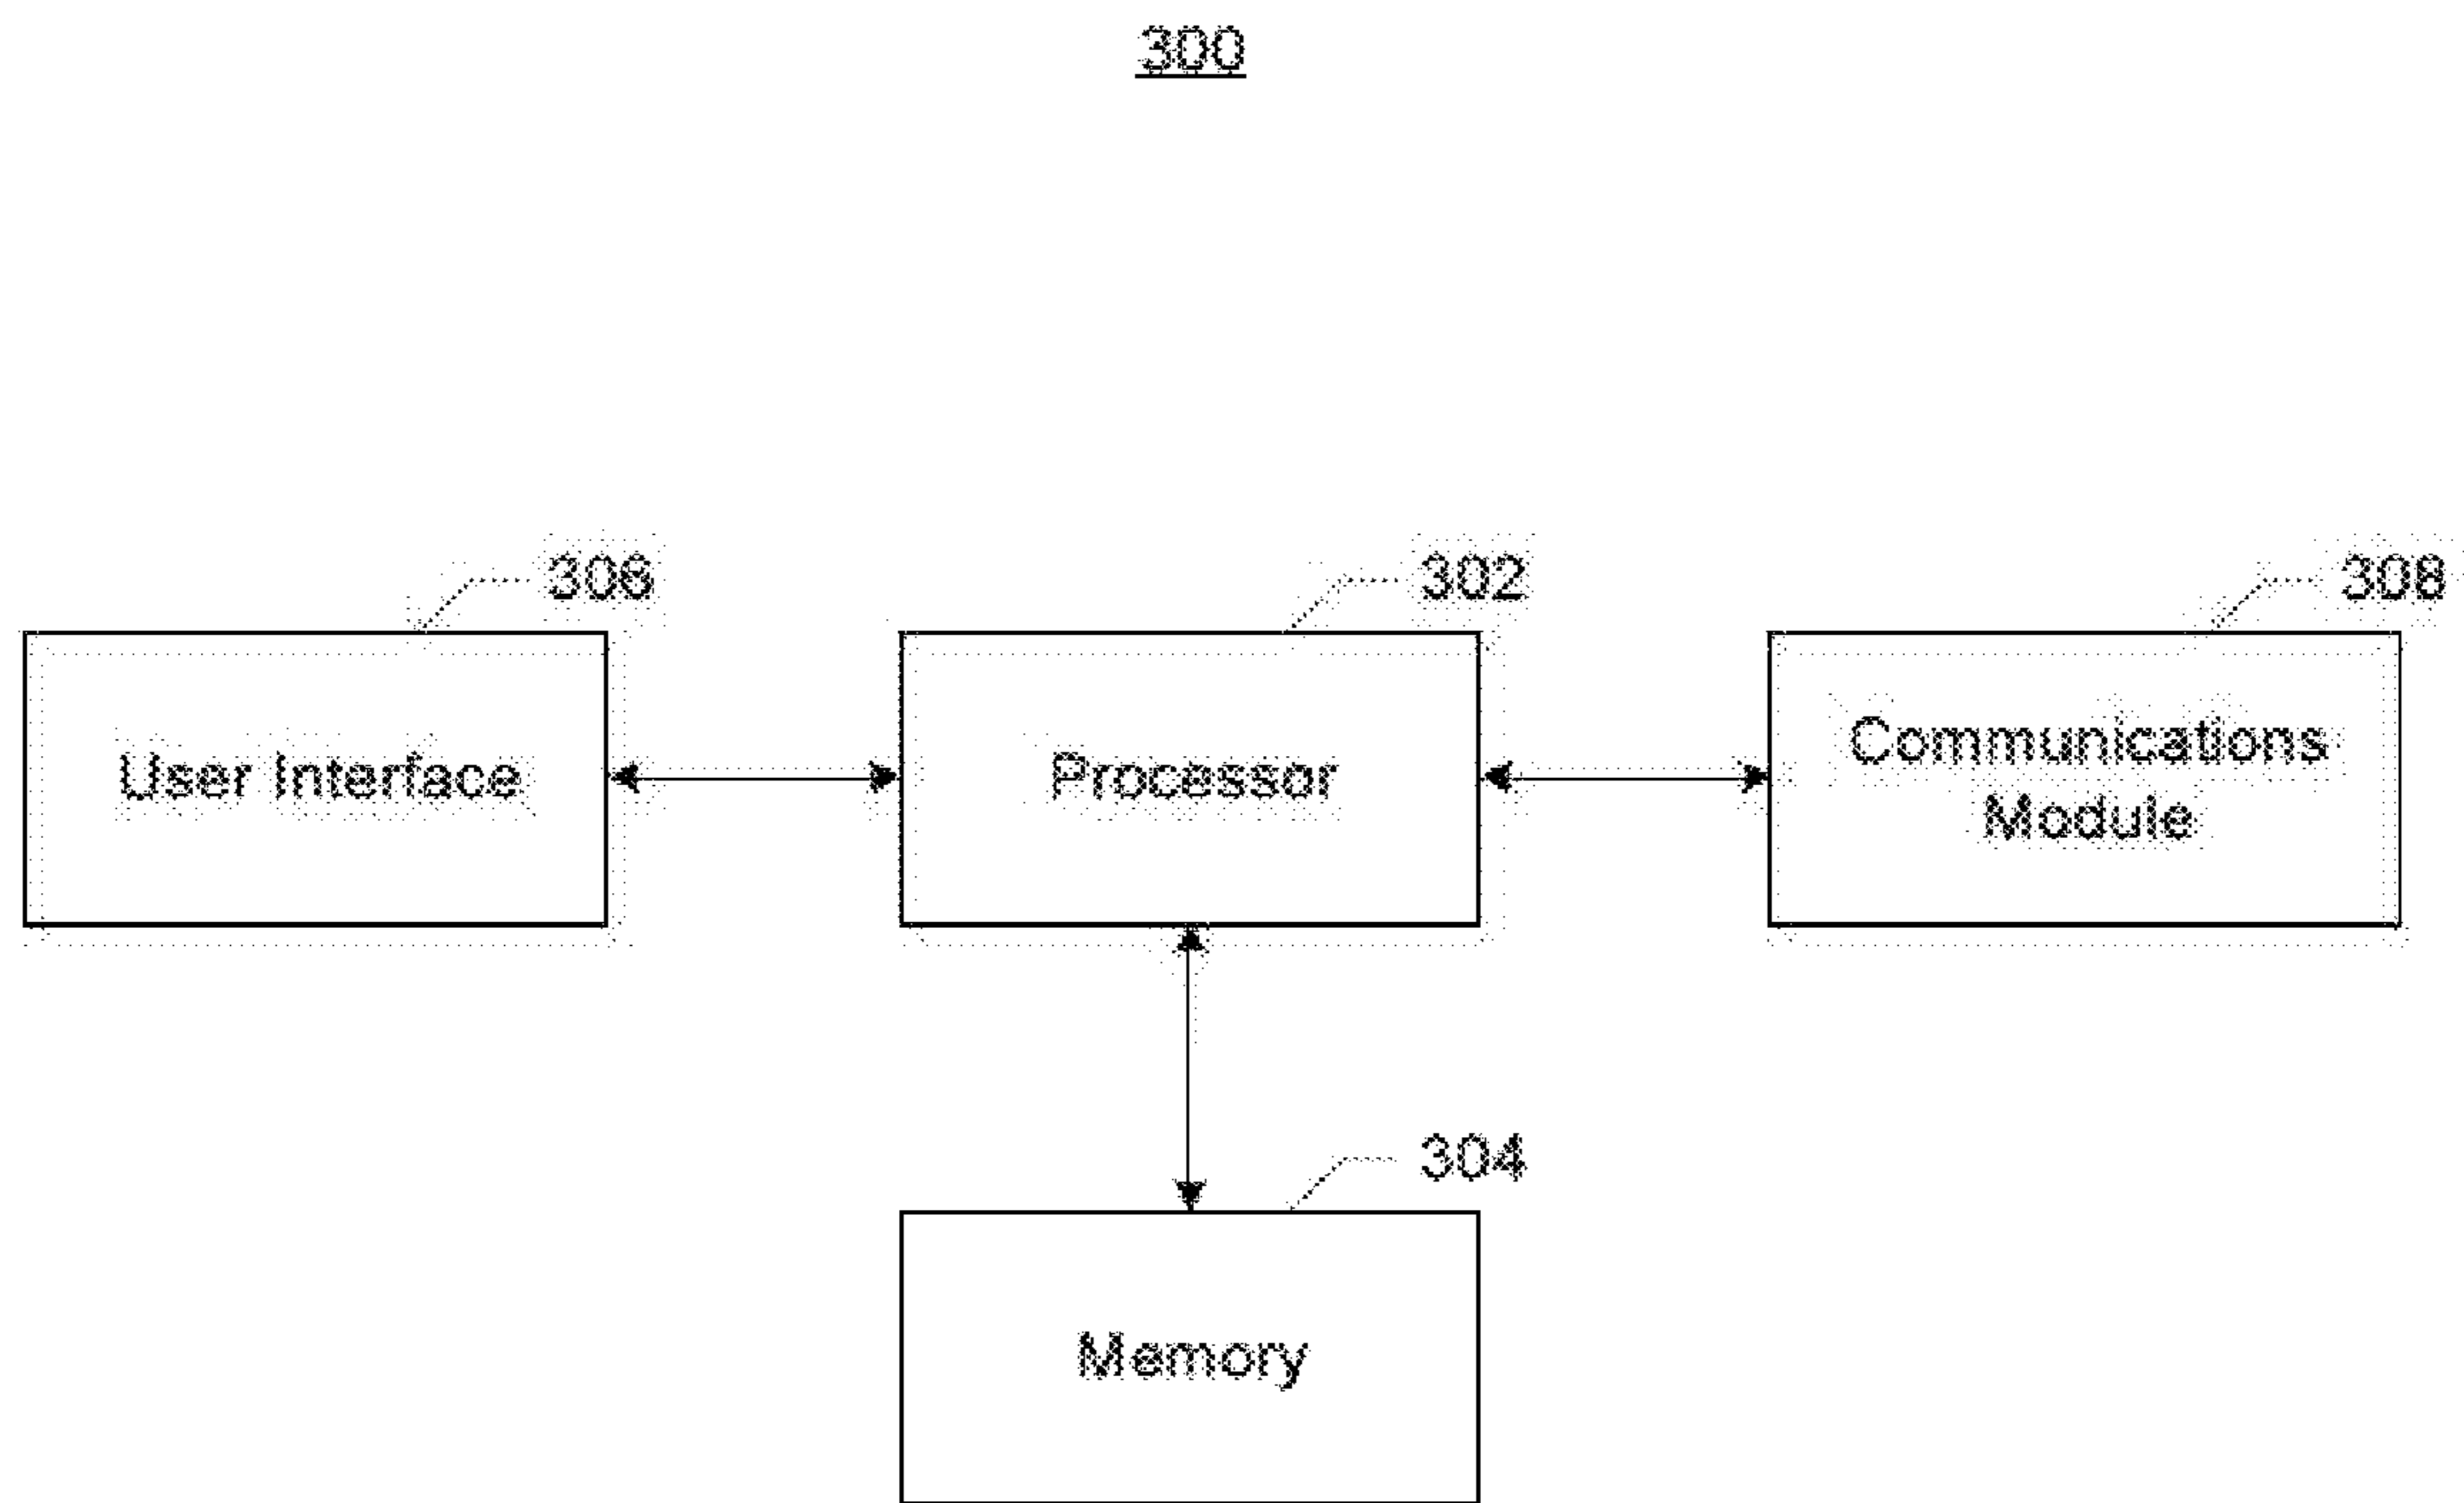 300
306
302
308
User Interface
Processor
Communications
Module
304
Memory